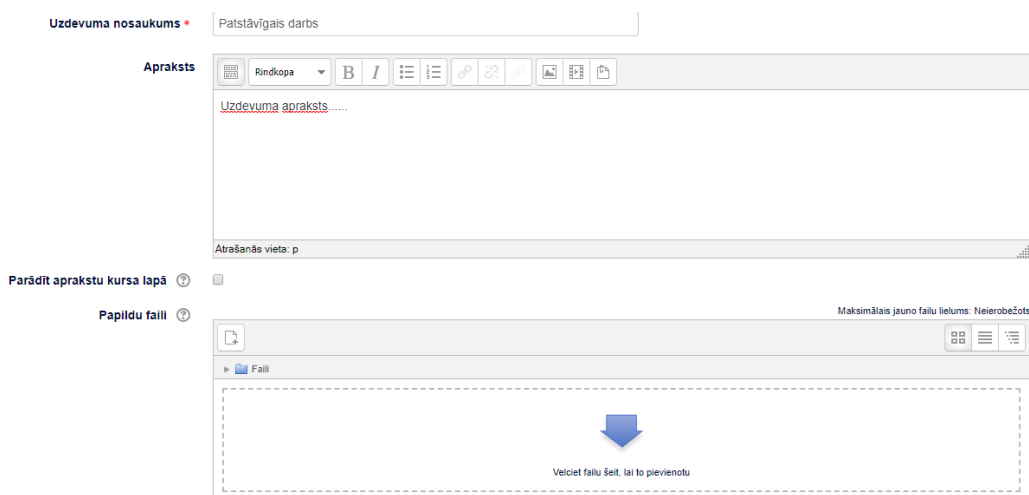 Uzdevuma nosaukums * Patstāvīgais darbs
Apraksts
Rindkopa B I
Uzdevuma apraksts......
Atrašanās vieta: p
Parādīt aprakstu kursa lapā
Papildu faili
Maksimālais jauno failu lielums: Neierobežots
Faili
Velciet failu šeit, lai to pievienotu